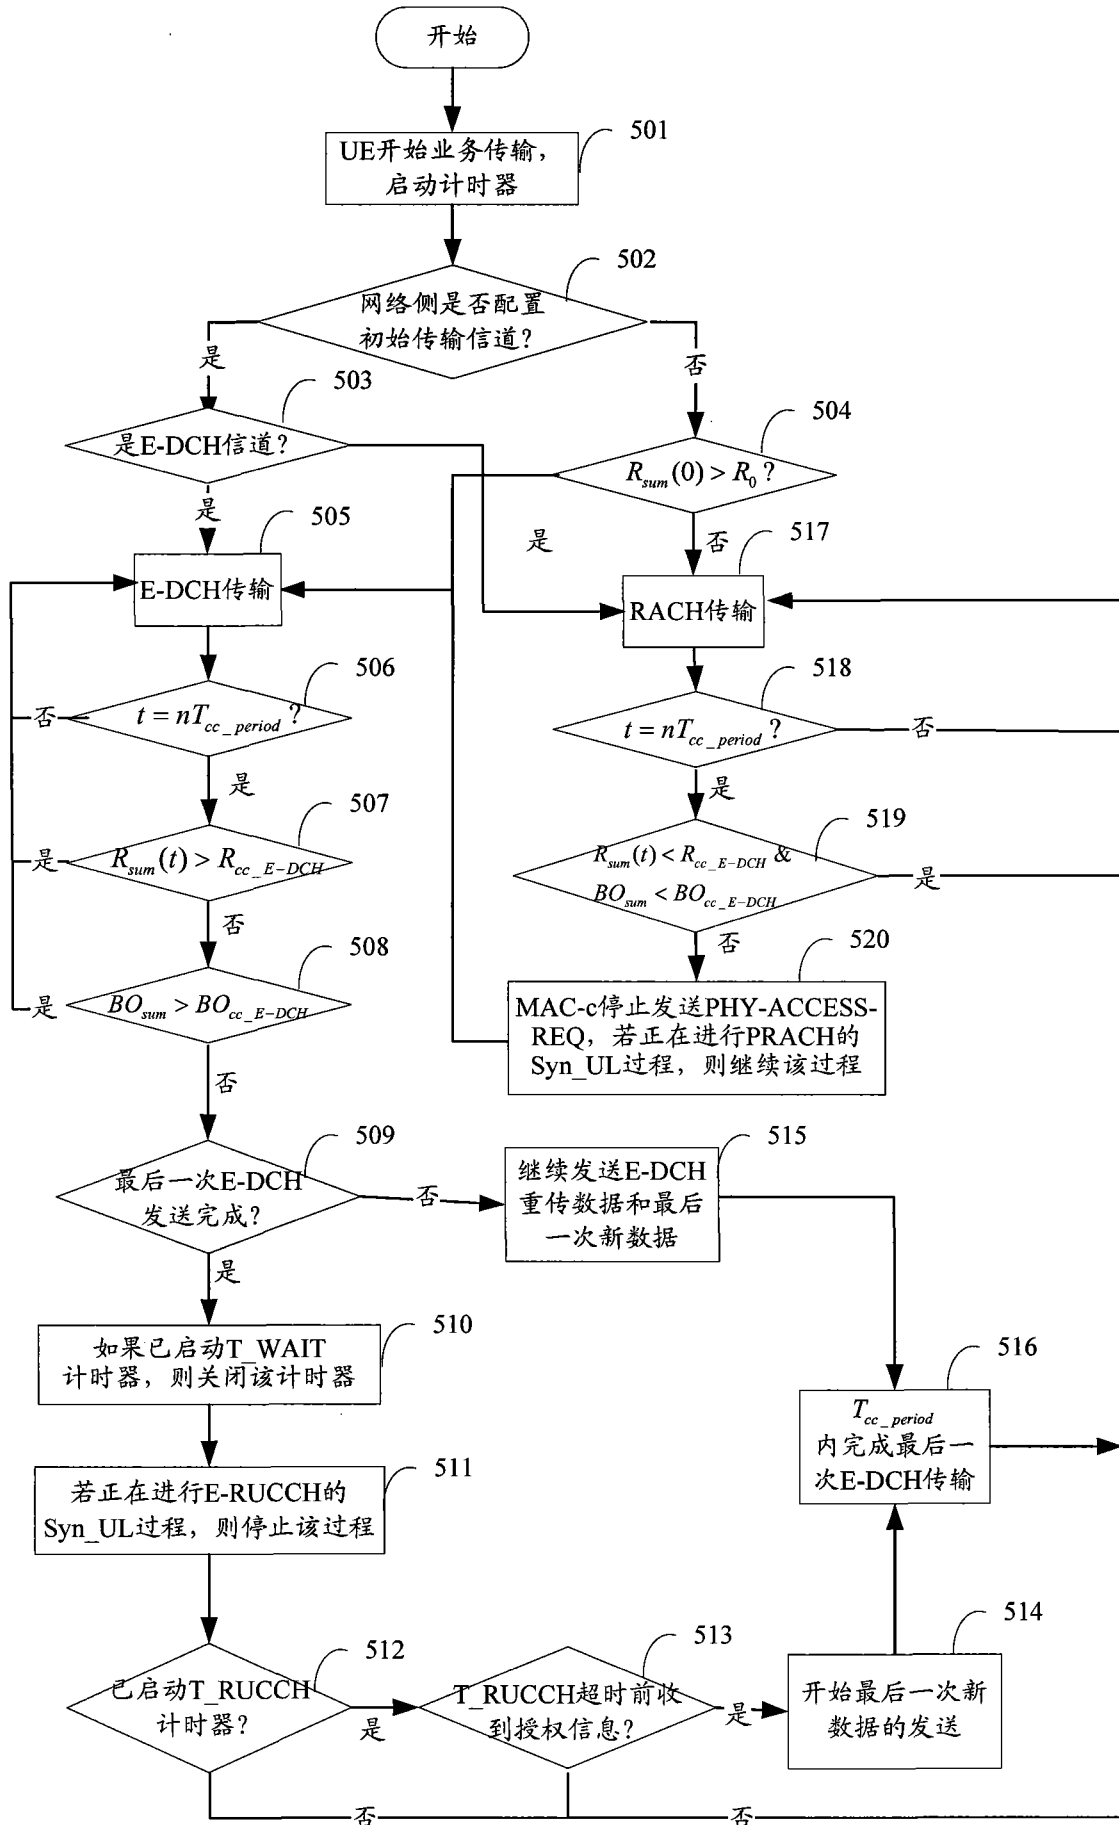 开始
501
UE开始业务传输，
启动计时器
502
网络侧是否配置
初始传输信道？
是
否
503
是E-DCH信道？
504
R_sum(0) > R_0 ?
是
是
否
505
E-DCH传输
517
RACH传输
506
t = nT_cc_period ?
否
是
518
t = nT_cc_period ?
否
是
507
R_sum(t) > R_cc_E-DCH
是
否
519
R_sum(t) < R_cc_E-DCH &
BO_sum < BO_cc_E-DCH
是
否
508
BO_sum > BO_cc_E-DCH
是
否
520
MAC-c停止发送PHY-ACCESS-
REQ，若正在进行PRACH的
Syn_UL过程，则继续该过程
509
最后一次E-DCH
发送完成？
否
是
515
继续发送E-DCH
重传数据和最后
一次新数据
510
如果已启动T_WAIT
计时器，则关闭该计时器
516
T_cc_period
内完成最后一
次E-DCH传输
511
若正在进行E-RUCCH的
Syn_UL过程，则停止该过程
512
已启动T_RUCCH
计时器？
是
513
T_RUCCH超时前收
到授权信息？
是
514
开始最后一次新
数据的发送
否
否